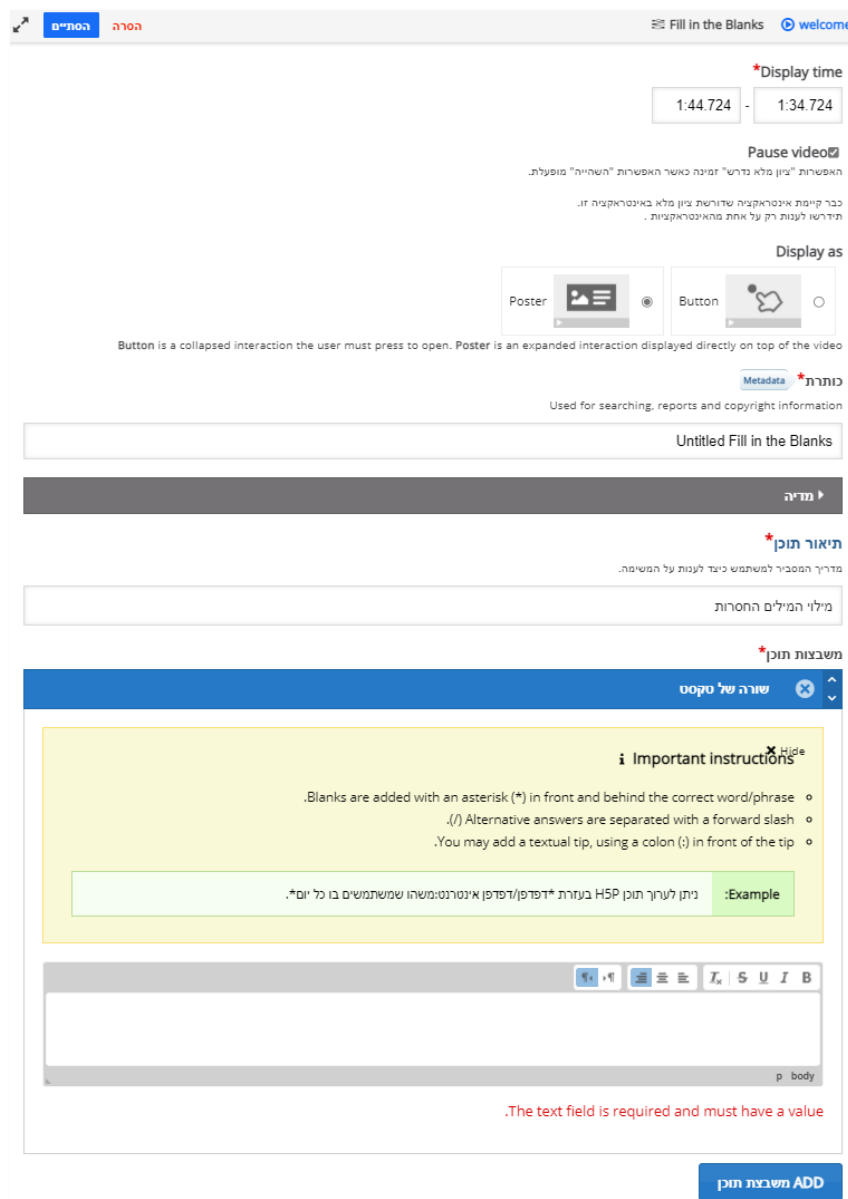 welcome Fill in the Blanks הסרה הסתיים
Display time*
1:34.724 - 1:44.724
Pause video
האפשרות "ציון מלא נדרש" זמינה כאשר האפשרות "השהייה" מופעלת.
כבר קיימת אינטראקציה שדורשת ציון מלא באינטראקציה זו.
תידרשו לענות רק על אחת מהאינטראקציות .
Display as
Button Poster
Button is a collapsed interaction the user must press to open. Poster is an expanded interaction displayed directly on top of the video
כותרת* Metadata
Used for searching, reports and copyright information
Untitled Fill in the Blanks
מדיה
תיאור תוכן*
מדריך המסביר למשתמש כיצד לענות על המשימה.
מילוי המילים החסרות
משבצות תוכן*
שורה של טקסט
Hide
Important instructions
Blanks are added with an asterisk (*) in front and behind the correct word/phrase.
Alternative answers are separated with a forward slash (/).
You may add a textual tip, using a colon (:) in front of the tip.
Example: ניתן לערוך תוכן H5P בעזרת *דפדפן/דפדפן אינטרנט:משהו שמשתמשים בו כל יום*.
B I U S Tx
body p
The text field is required and must have a value.
ADD משבצת תוכן